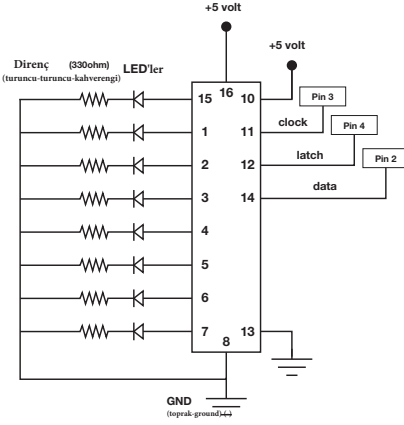 +5 volt
+5 volt
Direnç (330ohm) LED'ler
(turuncu-turuncu-kahverengi)
16
15 10 Pin 3
clock
1 11 Pin 4
latch
2 12 Pin 2
data
3 14
4
5
6
7 13
8
GND
(toprak-ground) (-)